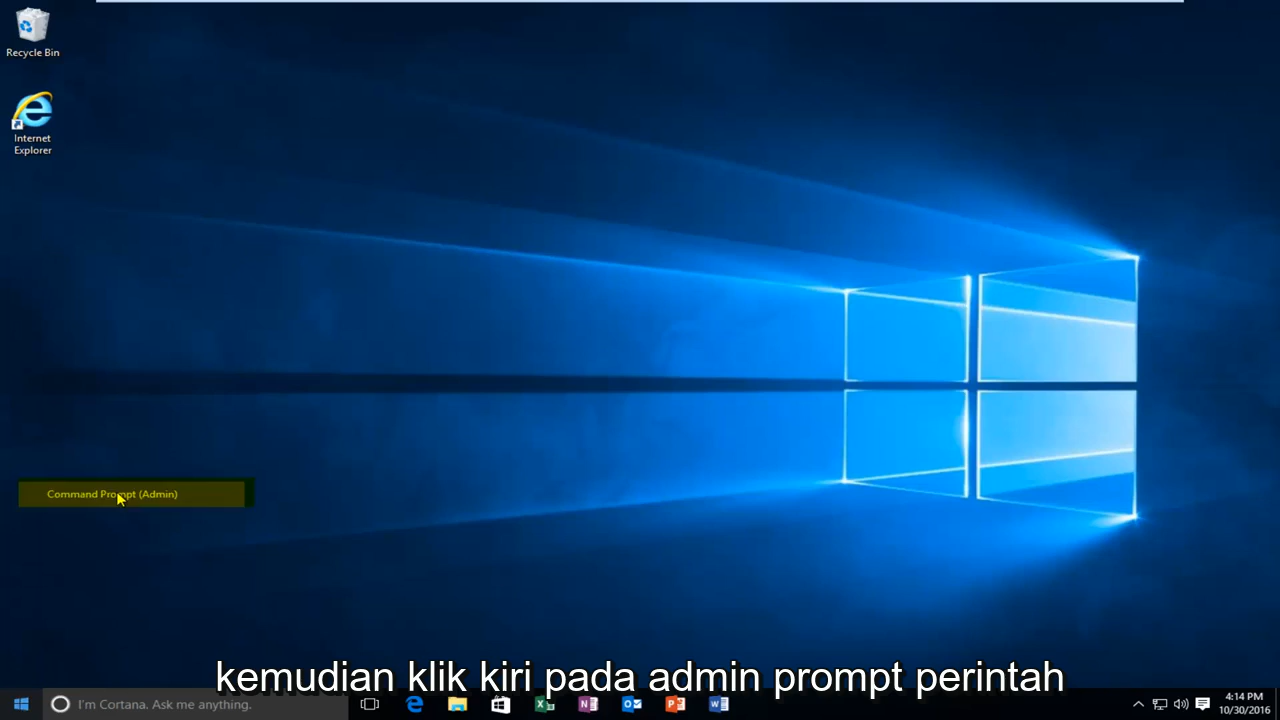 Recycle Bin
Internet
Explorer
Command Prompt (Admin)
kemudian klik kiri pada admin prompt perintah
I'm Cortana. Ask me anything.
4:14 PM
10/30/2016